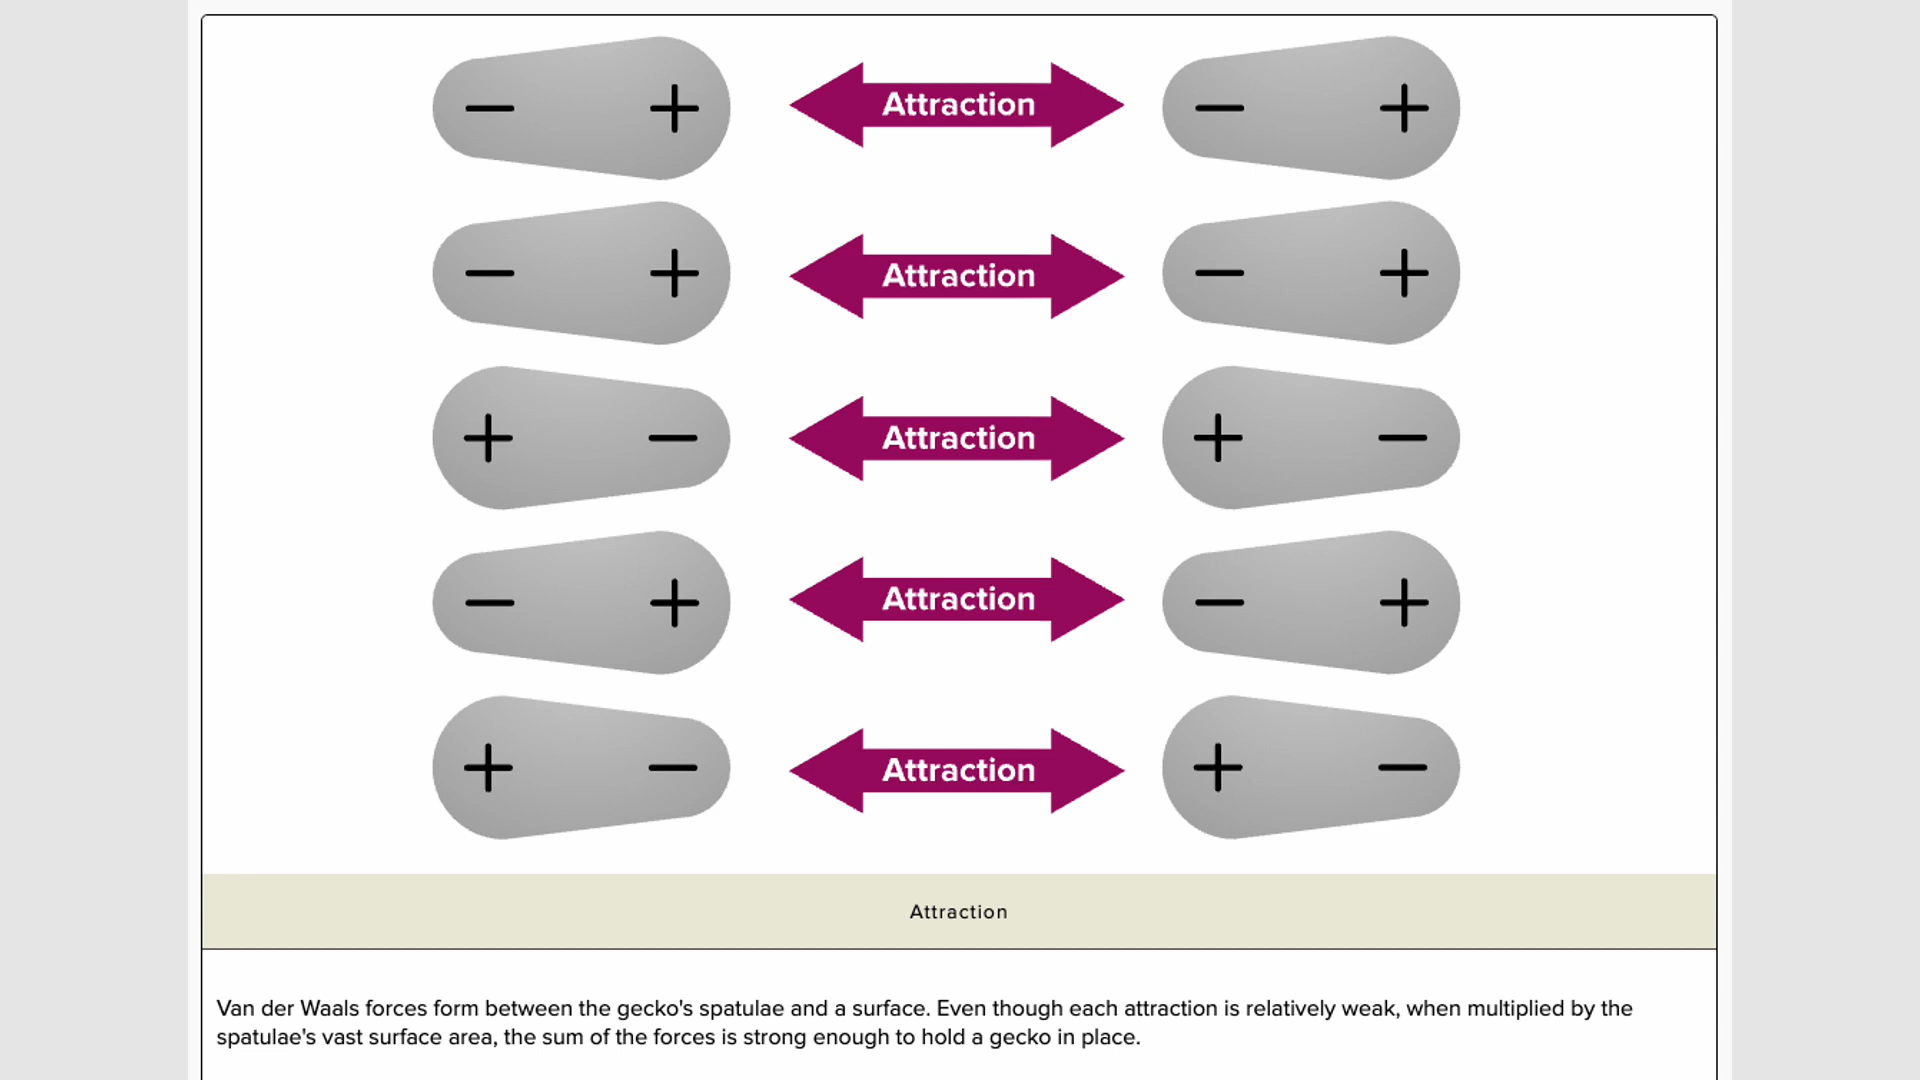 − + Attraction − +
− + Attraction − +
+ − Attraction + −
− + Attraction − +
+ − Attraction + −
Attraction
Van der Waals forces form between the gecko's spatulae and a surface. Even though each attraction is relatively weak, when multiplied by the
spatulae's vast surface area, the sum of the forces is strong enough to hold a gecko in place.